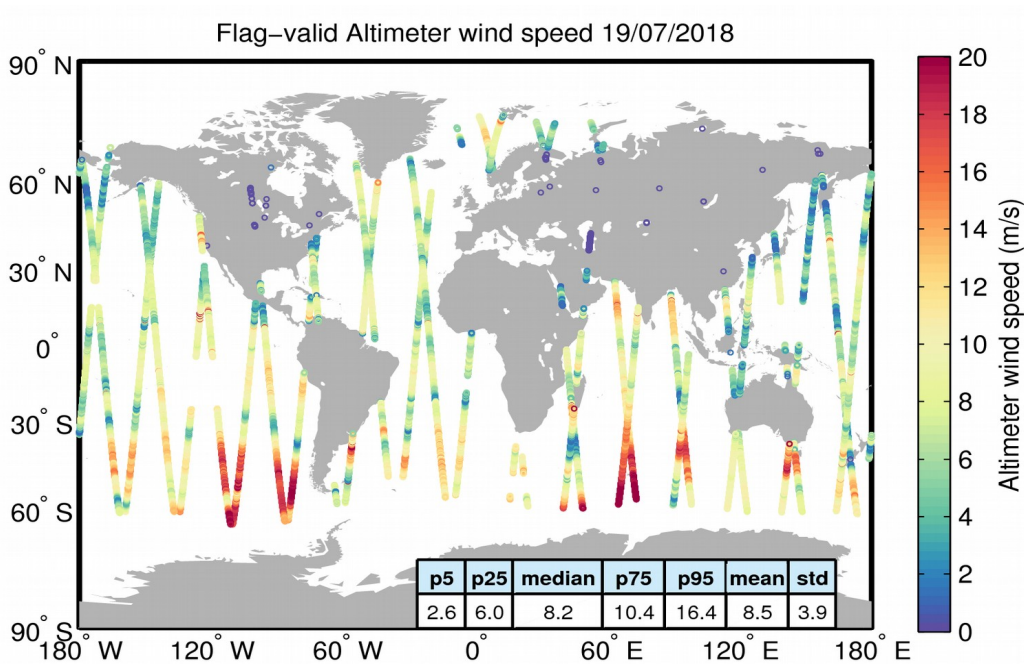 Flag−valid Altimeter wind speed 19/07/2018
90° N
60° N
30° N
0°
30° S
60° S
90° S
180° W
120° W
60° W
0°
60° E
120° E
180° E
p5 p25 median p75 p95 mean std
2.6 6.0 8.2 10.4 16.4 8.5 3.9
20
18
16
14
12
10
8
6
4
2
0
Altimeter wind speed (m/s)